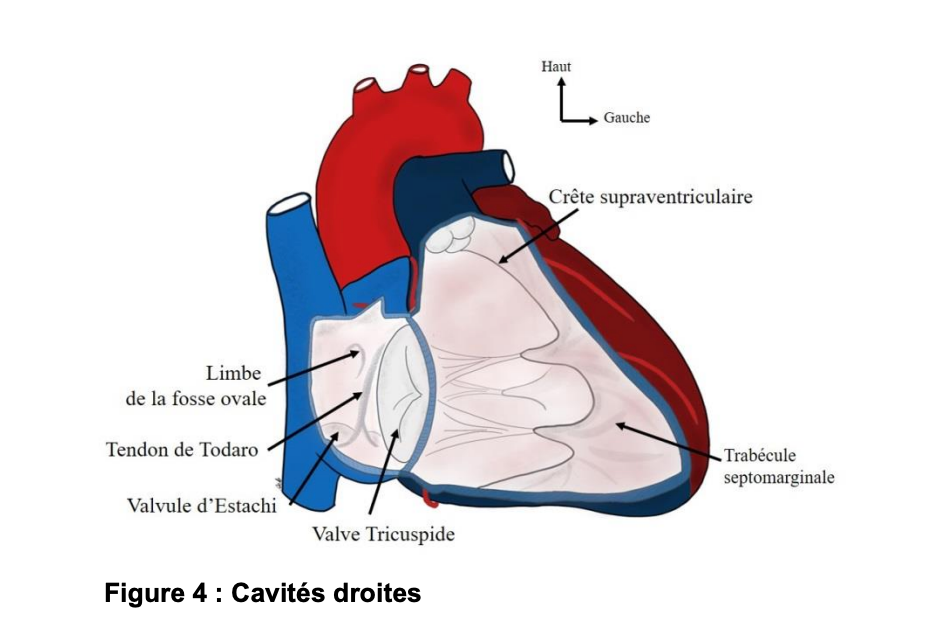 Haut
Gauche
Crête supraventriculaire
Limbe
de la fosse ovale
Tendon de Todaro
Valvule d’Estachi
Valve Tricuspide
Trabécule
septomarginale
Figure 4 : Cavités droites